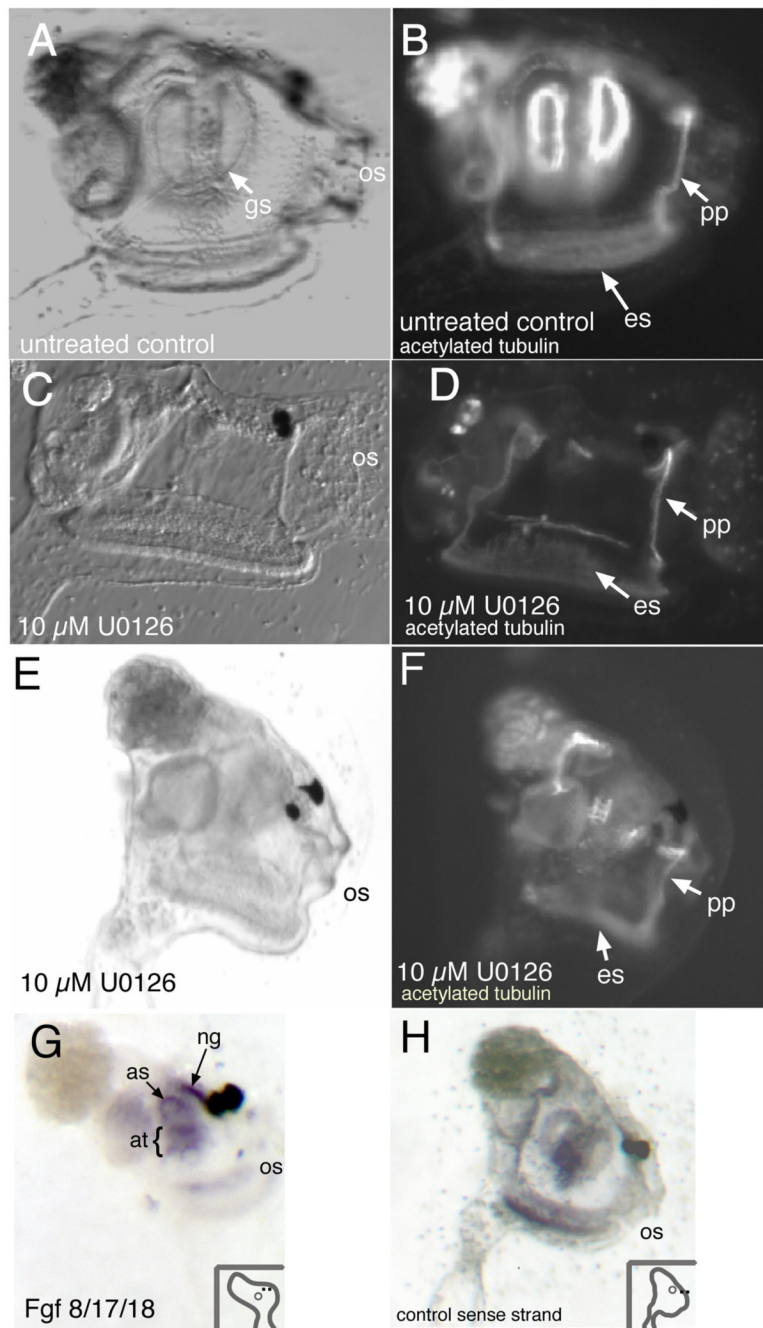 A
os
gs
untreated control
B
pp
es
untreated control
acetylated tubulin
C
os
10 µM U0126
D
pp
es
10 µM U0126
acetylated tubulin
E
os
10 µM U0126
F
pp
es
10 µM U0126
acetylated tubulin
G
ng
as
at {
os
Fgf 8/17/18
H
os
control sense strand